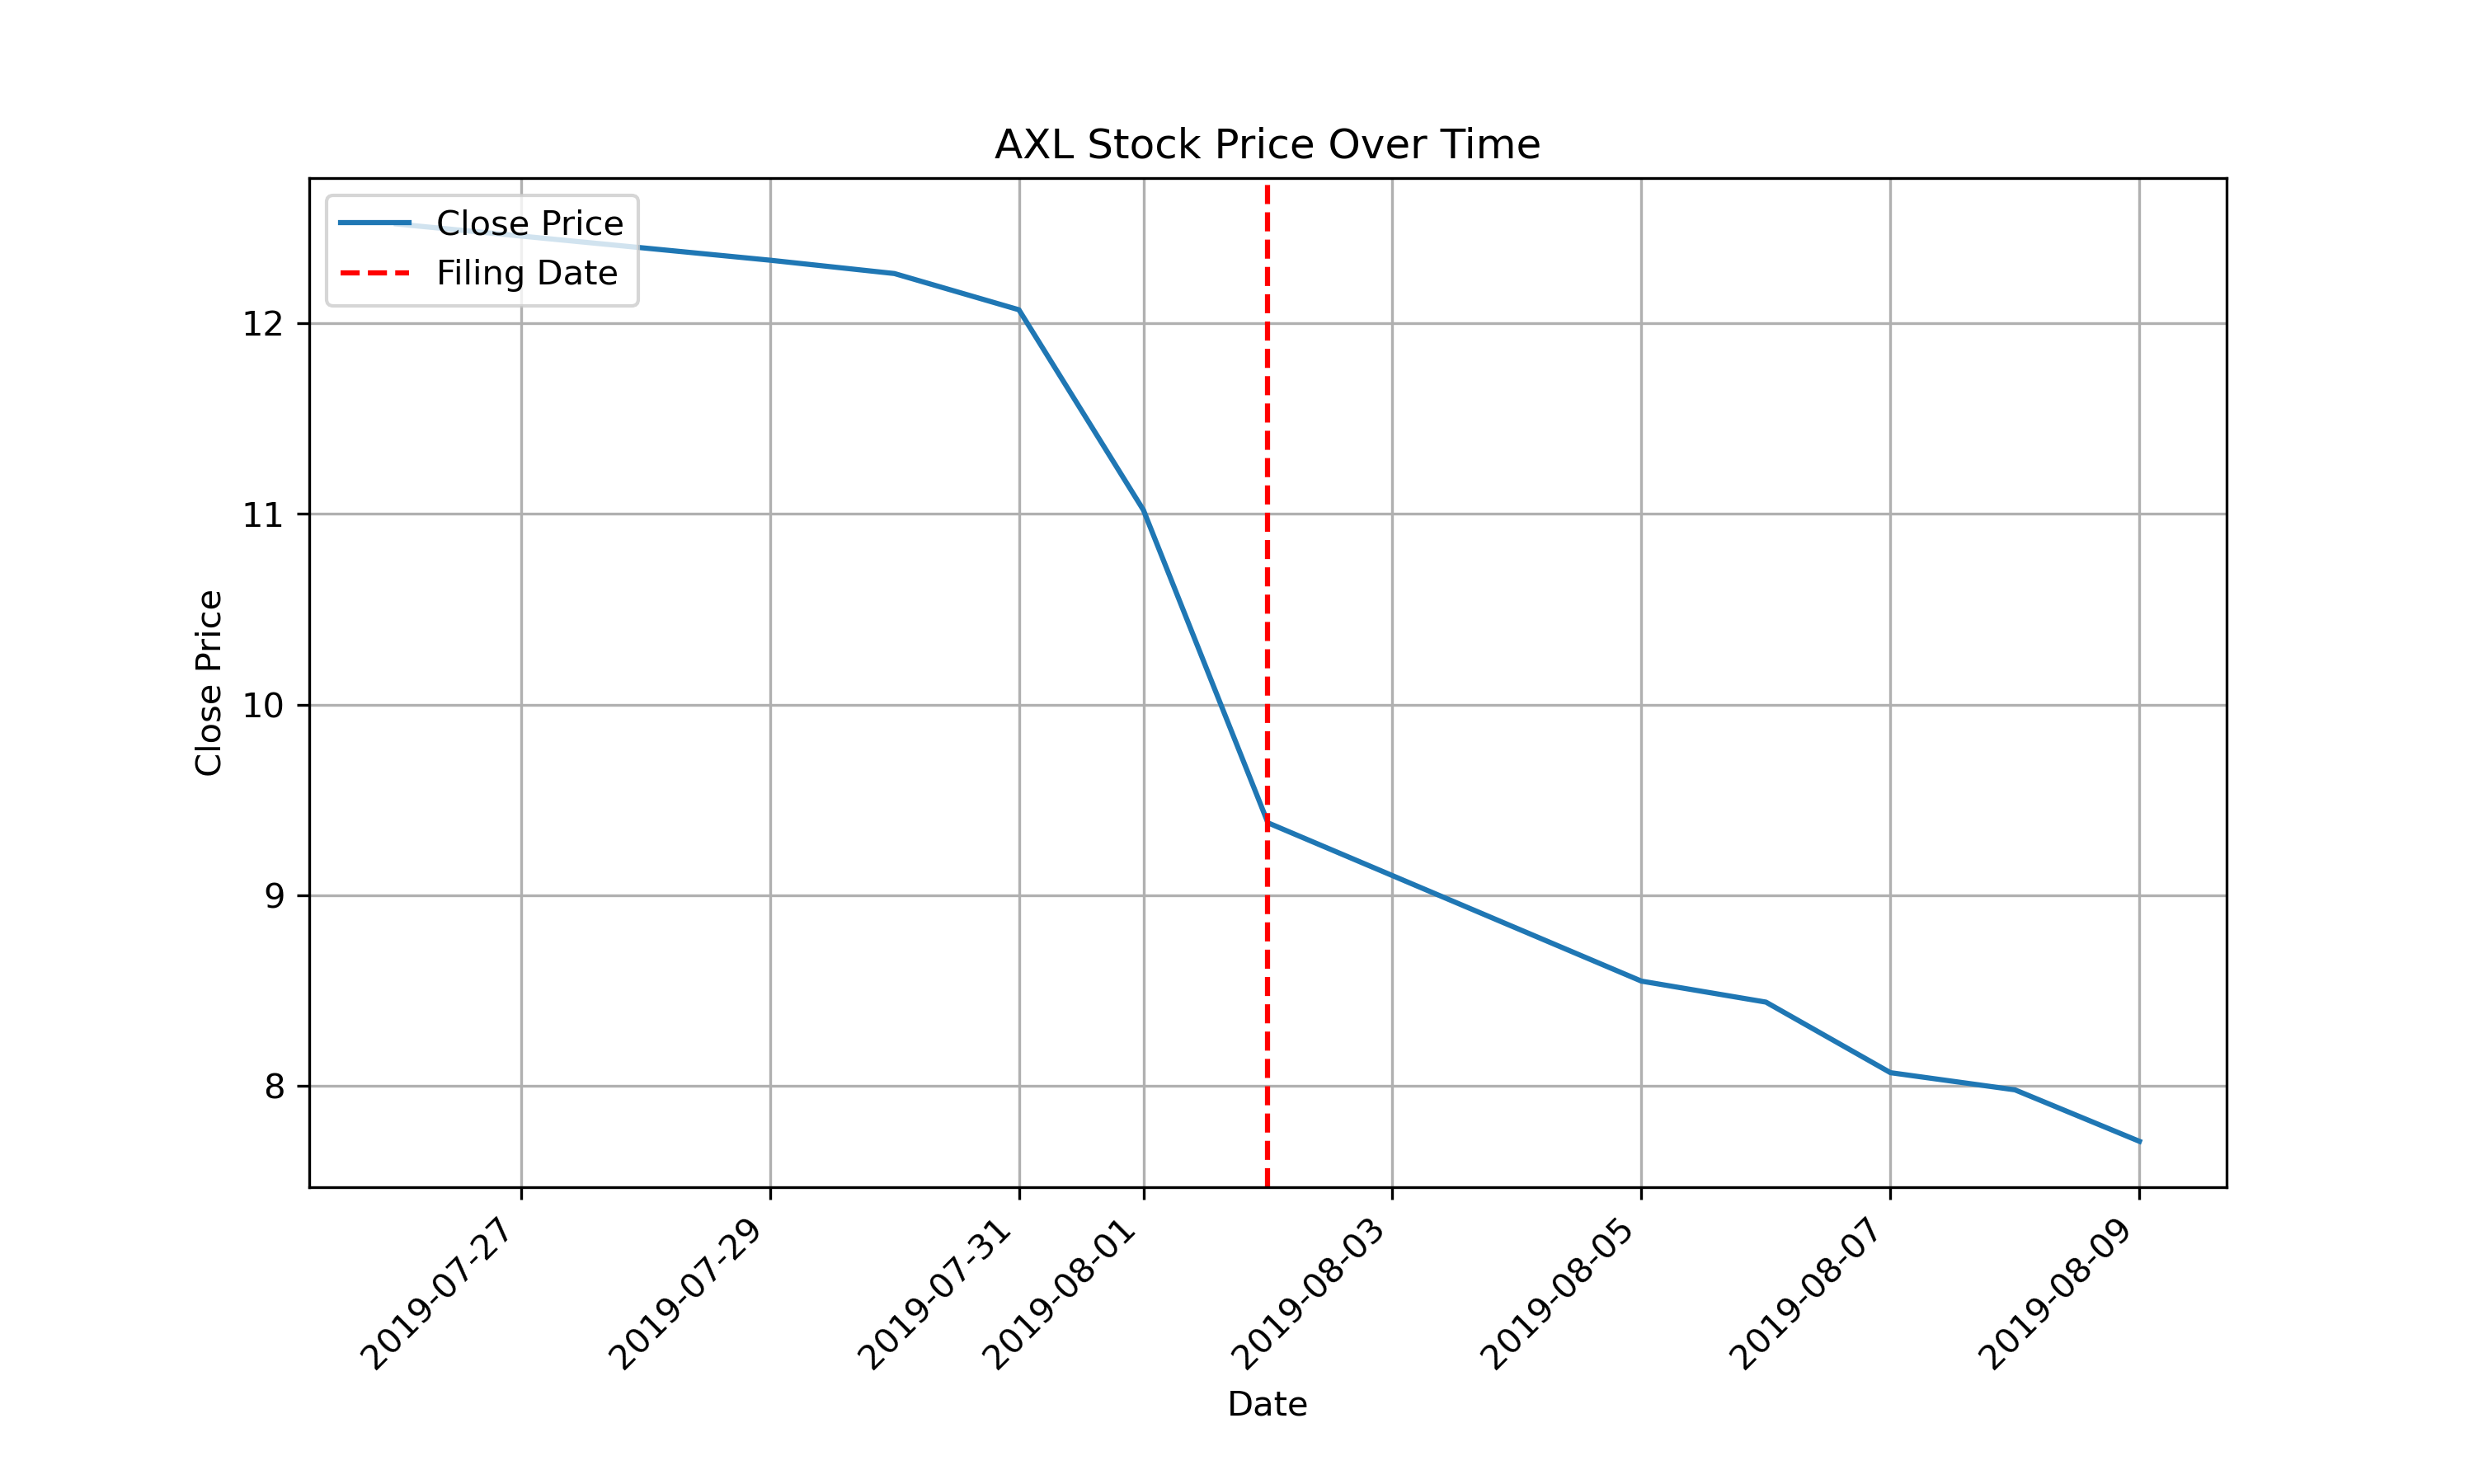 AXL Stock Price Over Time
Close Price
Filing Date
Close Price
12
11
10
9
8
2019-07-27
2019-07-29
2019-07-31
2019-08-01
2019-08-03
2019-08-05
2019-08-07
2019-08-09
Date